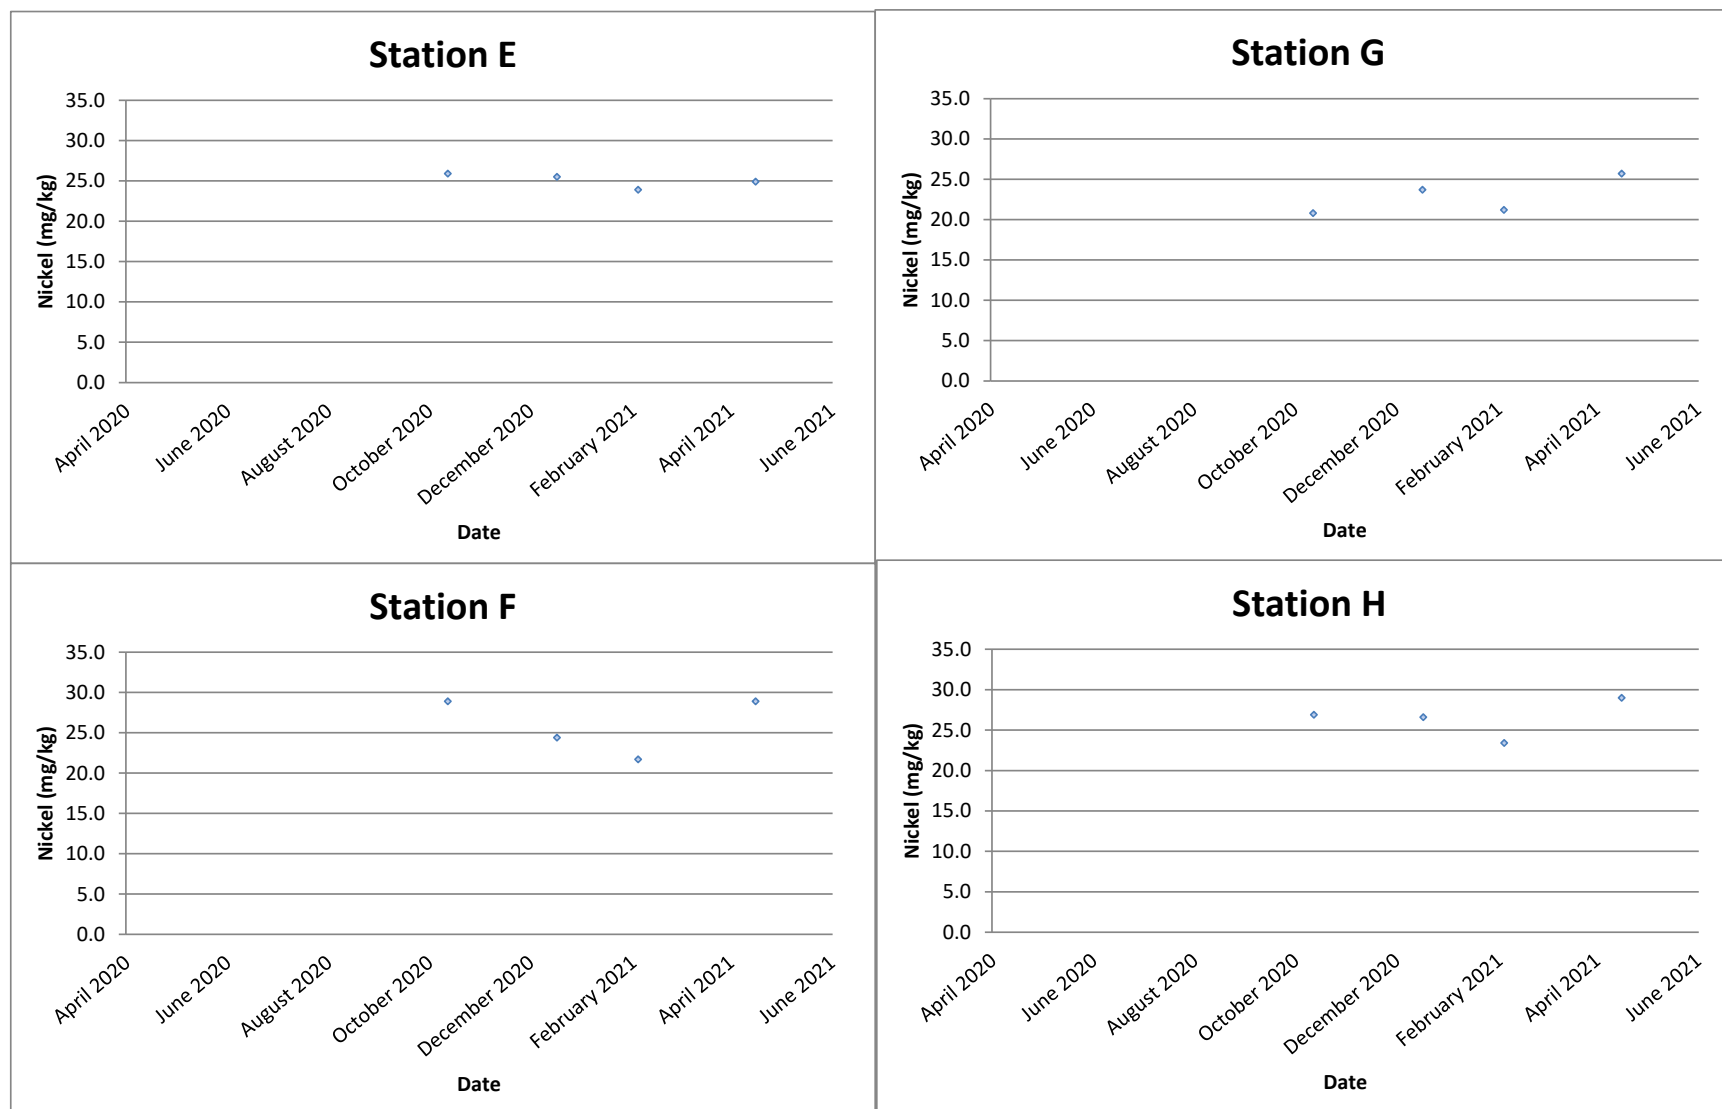 Station E
35.0
30.0
25.0
20.0
15.0
10.0
5.0
0.0
Nickel (mg/kg)
April 2020
June 2020
August 2020
October 2020
December 2020
February 2021
April 2021
June 2021
Date
Station G
35.0
30.0
25.0
20.0
15.0
10.0
5.0
0.0
Nickel (mg/kg)
April 2020
June 2020
August 2020
October 2020
December 2020
February 2021
April 2021
June 2021
Date
Station F
35.0
30.0
25.0
20.0
15.0
10.0
5.0
0.0
Nickel (mg/kg)
April 2020
June 2020
August 2020
October 2020
December 2020
February 2021
April 2021
June 2021
Date
Station H
35.0
30.0
25.0
20.0
15.0
10.0
5.0
0.0
Nickel (mg/kg)
April 2020
June 2020
August 2020
October 2020
December 2020
February 2021
April 2021
June 2021
Date